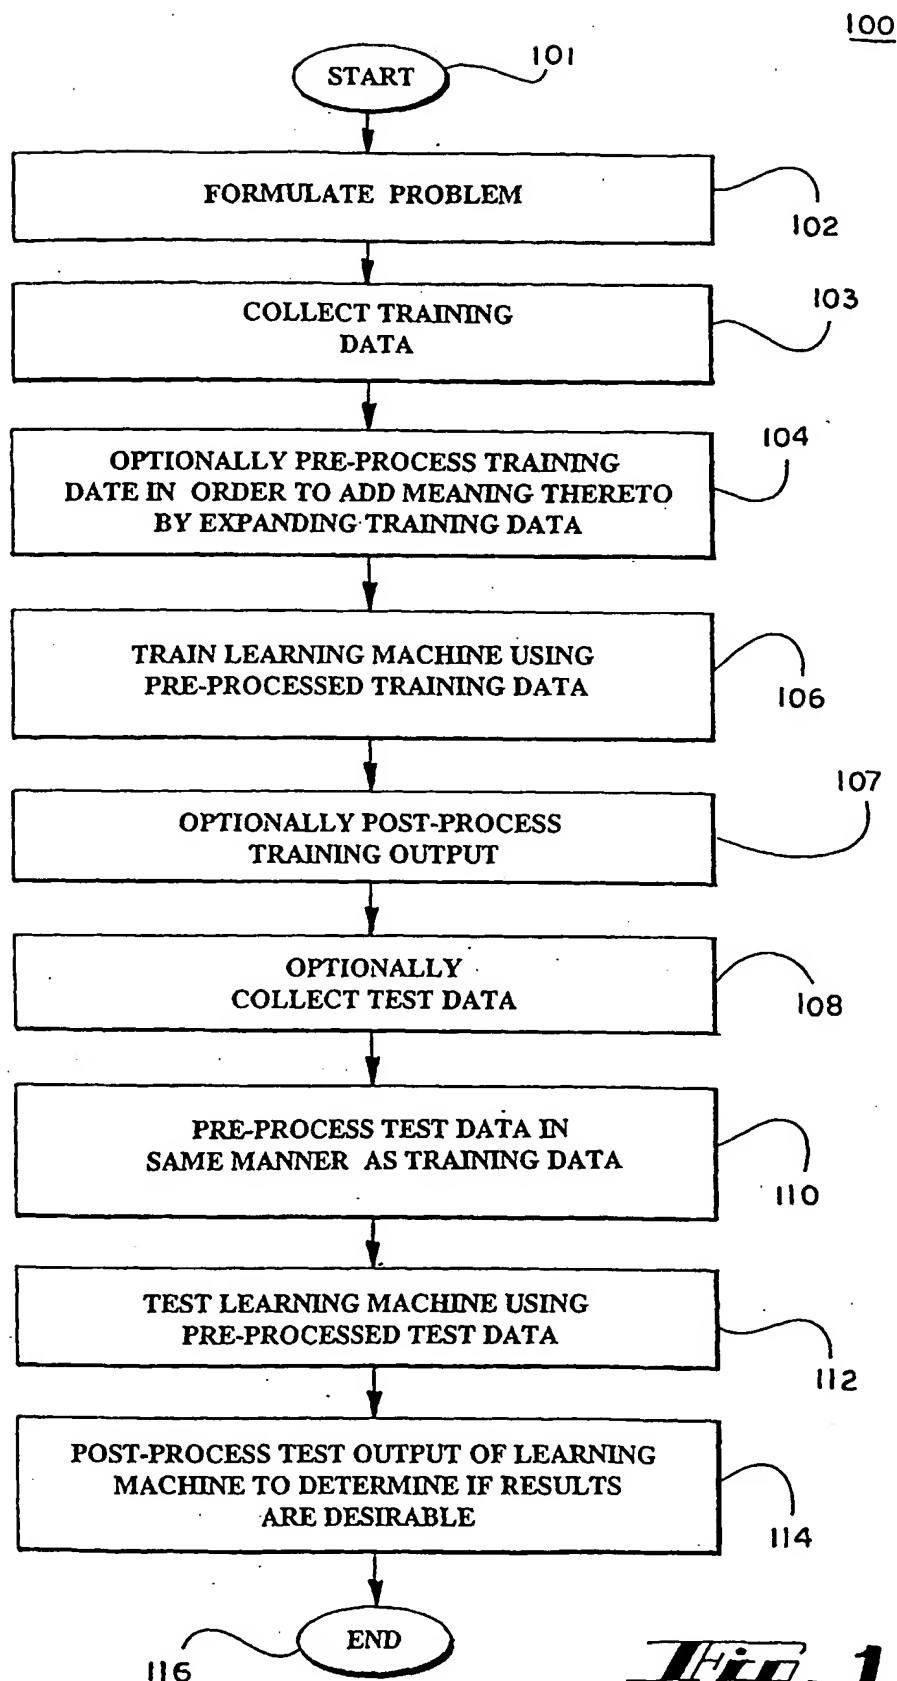 100
START
101
FORMULATE PROBLEM
102
COLLECT TRAINING
DATA
103
OPTIONALLY PRE-PROCESS TRAINING
DATE IN ORDER TO ADD MEANING THERETO
BY EXPANDING TRAINING DATA
104
TRAIN LEARNING MACHINE USING
PRE-PROCESSED TRAINING DATA
106
OPTIONALLY POST-PROCESS
TRAINING OUTPUT
107
OPTIONALLY
COLLECT TEST DATA
108
PRE-PROCESS TEST DATA IN
SAME MANNER AS TRAINING DATA
110
TEST LEARNING MACHINE USING
PRE-PROCESSED TEST DATA
112
POST-PROCESS TEST OUTPUT OF LEARNING
MACHINE TO DETERMINE IF RESULTS
ARE DESIRABLE
114
END
116
Fig. 1